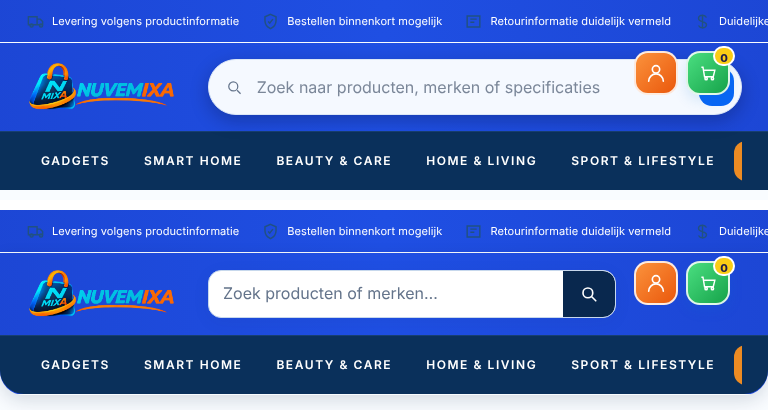 Levering volgens productinformatie Bestellen binnenkort mogelijk Retourinformatie duidelijk vermeld Duidelijke
N MIXA NUVEMIXA Zoek naar producten, merken of specificaties 0
GADGETS SMART HOME BEAUTY & CARE HOME & LIVING SPORT & LIFESTYLE
Levering volgens productinformatie Bestellen binnenkort mogelijk Retourinformatie duidelijk vermeld Duidelijke
N MIXA NUVEMIXA Zoek producten of merken... 0
GADGETS SMART HOME BEAUTY & CARE HOME & LIVING SPORT & LIFESTYLE